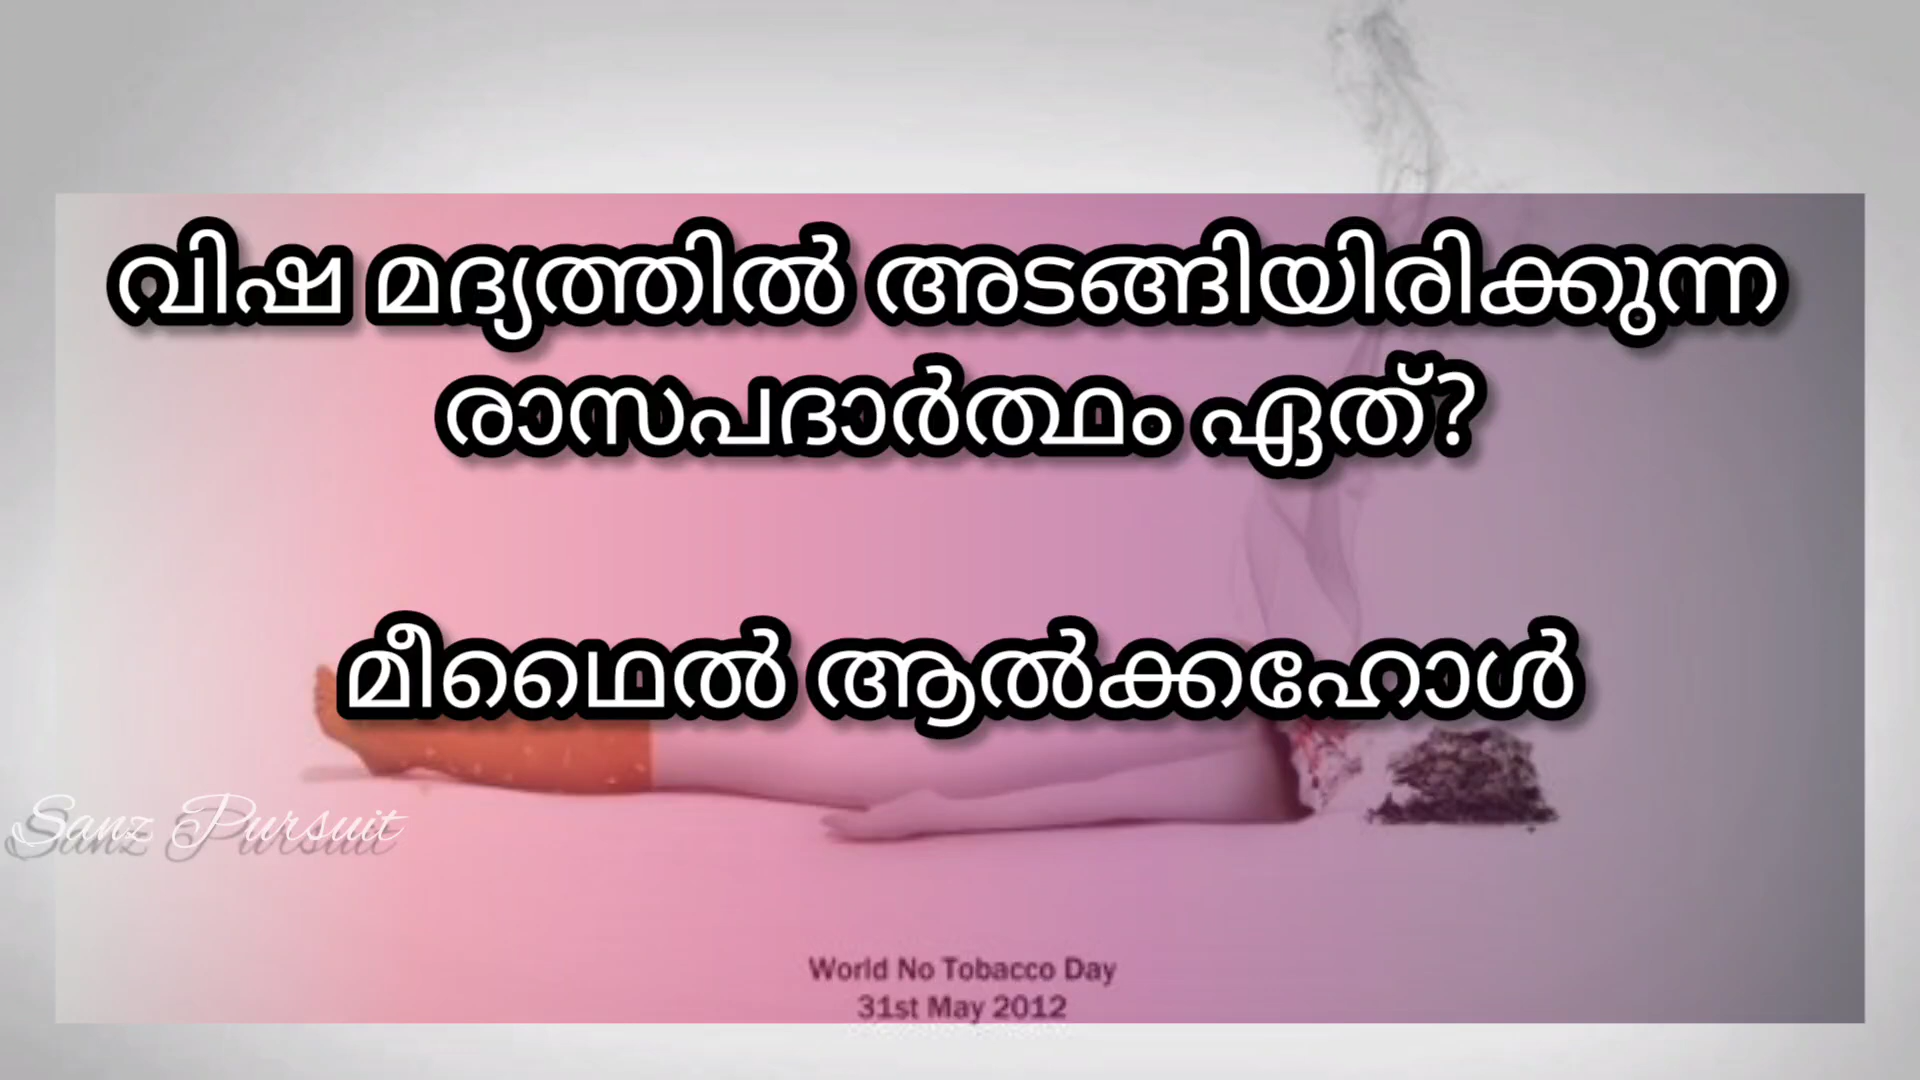 വിഷ മദ്യത്തിൽ അടങ്ങിയിരിക്കുന്ന
രാസപദാർത്ഥം ഏത്?
മീഥൈൽ ആൽക്കഹോൾ
Sanz Pursuit
World No Tobacco Day
31st May 2012